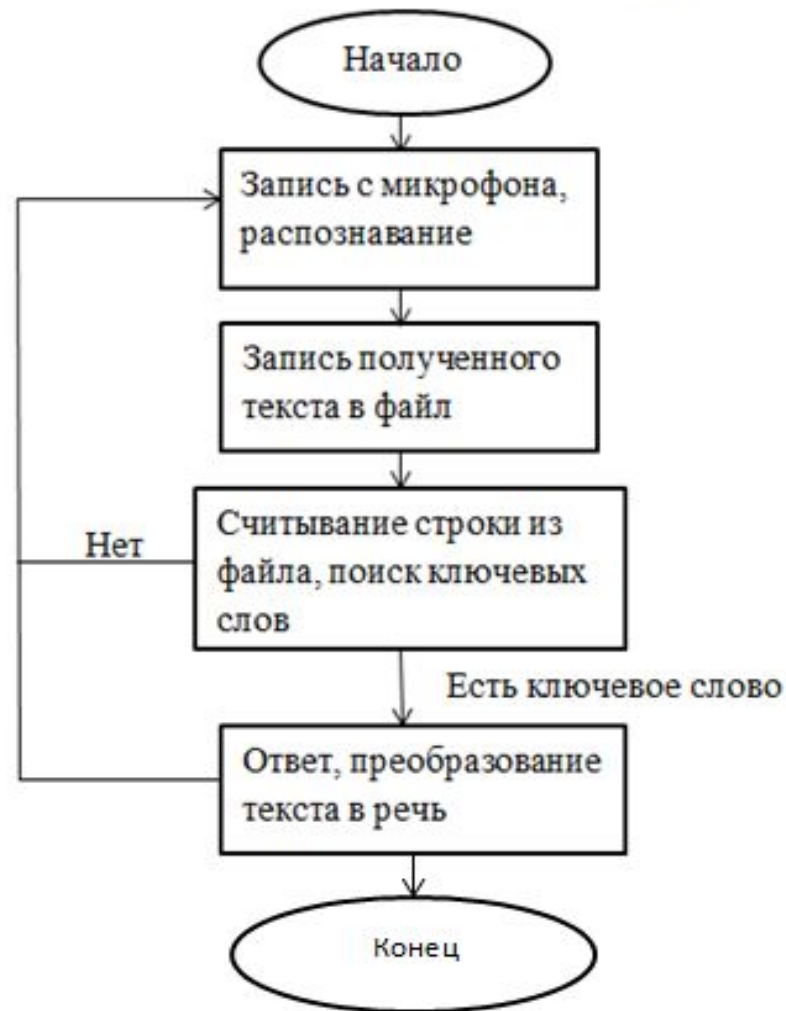 Начало
Запись с микрофона,
распознавание
Запись полученного
текста в файл
Считывание строки из
файла, поиск ключевых
слов
Нет
Есть ключевое слово
Ответ, преобразование
текста в речь
Конец